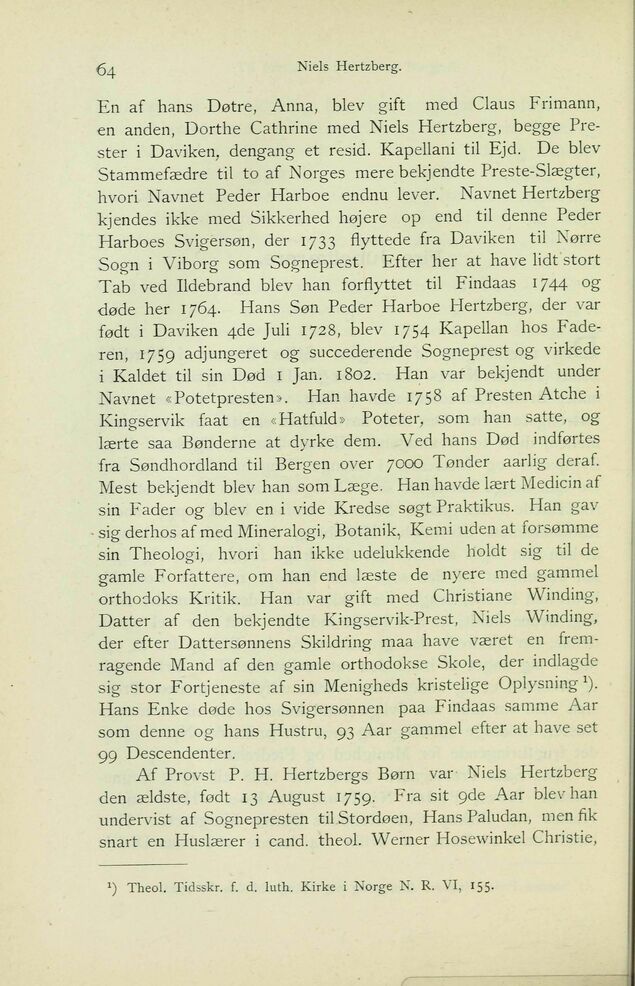 64
Niels Hertzberg.
En af hans Døtre, Anna, blev gift med Claus Frimann,
en anden, Dorthe Cathrine med Niels Hertzberg, begge Pre-
ster i Daviken, dengang et resid. Kapellani til Ejd. De blev
Stammefædre til to af Norges mere bekjendte Preste-Slægter,
hvori Navnet Peder Harboe endnu lever. Navnet Hertzberg
kjendes ikke med Sikkerhed højere op end til denne Peder
Harboes Svigersøn, der 1733 flyttede fra Daviken til Nørre
Sogn i Viborg som Sogneprest. Efter her at have lidt stort
Tab ved Ildebrand blev han forflyttet til Findaas 1744 og
døde her 1764. Hans Søn Peder Harboe Hertzberg, der var
født i Daviken 4de Juli 1728, blev 1754 Kapellan hos Fade-
ren, 1759 adjungeret og succederende Sogneprest og virkede
i Kaldet til sin Død 1 Jan. 1802. Han var bekjendt under
Navnet «Potetpresten». Han havde 1758 af Presten Atche i
Kingservik faat en «Hatfuld» Poteter, som han satte, og
lærte saa Bønderne at dyrke dem. Ved hans Død indførtes
fra Søndhordland til Bergen over 7000 Tønder aarlig deraf.
Mest bekjendt blev han som Læge. Han havde lært Medicin af
sin Fader og blev en i vide Kredse søgt Praktikus. Han gav
sig derhos af med Mineralogi, Botanik, Kemi uden at forsømme
sin Theologi, hvori han ikke udelukkende holdt sig til de
gamle Forfattere, om han end læste de nyere med gammel
orthodoks Kritik. Han var gift med Christiane Winding,
Datter af den bekjendte Kingservik-Prest, Niels Winding,
der efter Dattersønnens Skildring maa have været en frem-
ragende Mand af den gamle orthodokse Skole, der indlagde
sig stor Fortjeneste af sin Menigheds kristelige Oplysning ¹).
Hans Enke døde hos Svigersønnen paa Findaas samme Aar
som denne og hans Hustru, 93 Aar gammel efter at have set
99 Descendenter.
Af Provst P. H. Hertzbergs Børn var Niels Hertzberg
den ældste, født 13 August 1759. Fra sit 9de Aar blev han
undervist af Sognepresten til Stordøen, Hans Paludan, men fik
snart en Huslærer i cand. theol. Werner Hosewinkel Christie,
¹) Theol. Tidsskr. f. d. luth. Kirke i Norge N. R. VI, 155.